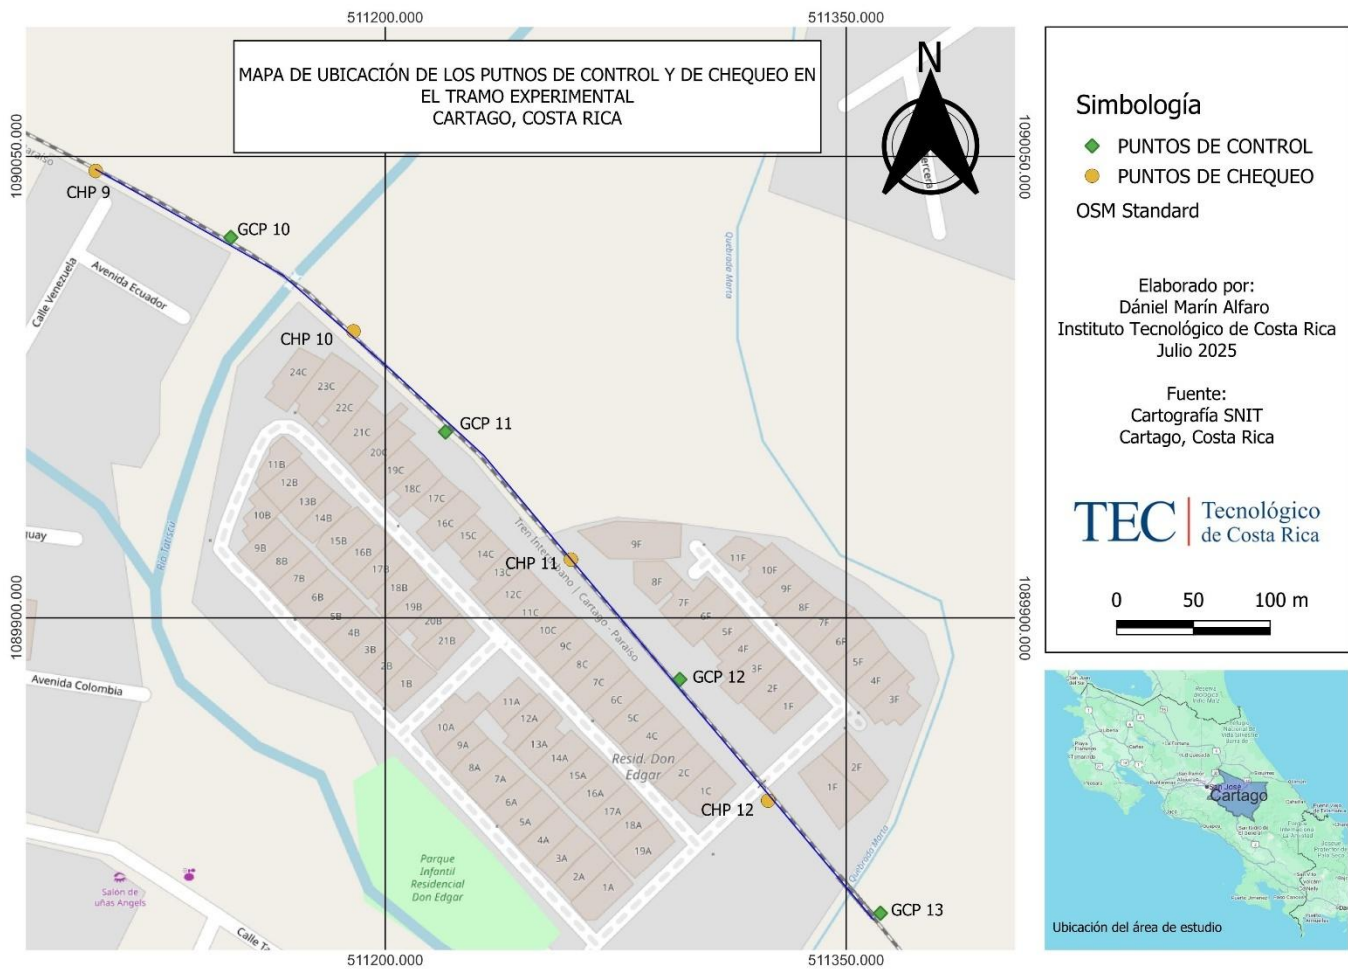 511200.000
511350.000
MAPA DE UBICACIÓN DE LOS PUTNOS DE CONTROL Y DE CHEQUEO EN
EL TRAMO EXPERIMENTAL
CARTAGO, COSTA RICA
N
1090050.000
1090050.000
CHP 9
GCP 10
CHP 10
GCP 11
CHP 11
GCP 12
CHP 12
GCP 13
Calle Venezuela
Avenida Ecuador
Quebrada Morta
Río Tatiscú
24C
23C
22C
21C
20C
19C
18C
17C
16C
15C
14C
13C
12C
11C
10C
9C
8C
7C
6C
5C
4C
2C
1C
11B
12B
13B
14B
15B
16B
17B
18B
19B
20B
21B
10B
9B
8B
7B
6B
5B
4B
3B
2B
1B
9F
8F
7F
6F
5F
4F
3F
2F
1F
11F
10F
9F
8F
7F
6F
5F
4F
3F
2F
1F
11A
12A
13A
14A
15A
16A
17A
18A
19A
10A
9A
8A
7A
6A
5A
4A
3A
2A
1A
Tren Interurbano | Cartago - Paraíso
Resid. Don
Edgar
Avenida Colombia
Parque
Infantil
Residencial
Don Edgar
Quebrada Morta
Salón de
uñas Angels
1089900.000
1089900.000
511200.000
511350.000
Simbología
PUNTOS DE CONTROL
PUNTOS DE CHEQUEO
OSM Standard
Elaborado por:
Dániel Marín Alfaro
Instituto Tecnológico de Costa Rica
Julio 2025
Fuente:
Cartografía SNIT
Cartago, Costa Rica
TEC | Tecnológico
de Costa Rica
0 50 100 m
San José
Cartago
Ubicación del área de estudio